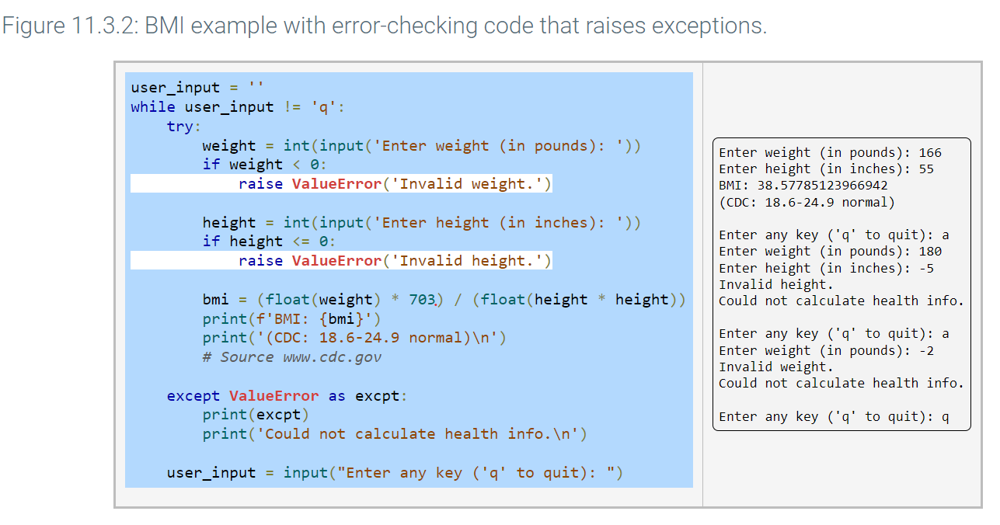 Figure 11.3.2: BMI example with error-checking code that raises exceptions.
user_input = ''
while user_input != 'q':
    try:
        weight = int(input('Enter weight (in pounds): '))
        if weight < 0:
            raise ValueError('Invalid weight.')

        height = int(input('Enter height (in inches): '))
        if height <= 0:
            raise ValueError('Invalid height.')

        bmi = (float(weight) * 703) / (float(height * height))
        print(f'BMI: {bmi}')
        print('(CDC: 18.6-24.9 normal)\n')
        # Source www.cdc.gov

    except ValueError as excpt:
        print(excpt)
        print('Could not calculate health info.\n')

    user_input = input("Enter any key ('q' to quit): ")
Enter weight (in pounds): 166
Enter height (in inches): 55
BMI: 38.57785123966942
(CDC: 18.6-24.9 normal)

Enter any key ('q' to quit): a
Enter weight (in pounds): 180
Enter height (in inches): -5
Invalid height.
Could not calculate health info.

Enter any key ('q' to quit): a
Enter weight (in pounds): -2
Invalid weight.
Could not calculate health info.

Enter any key ('q' to quit): q